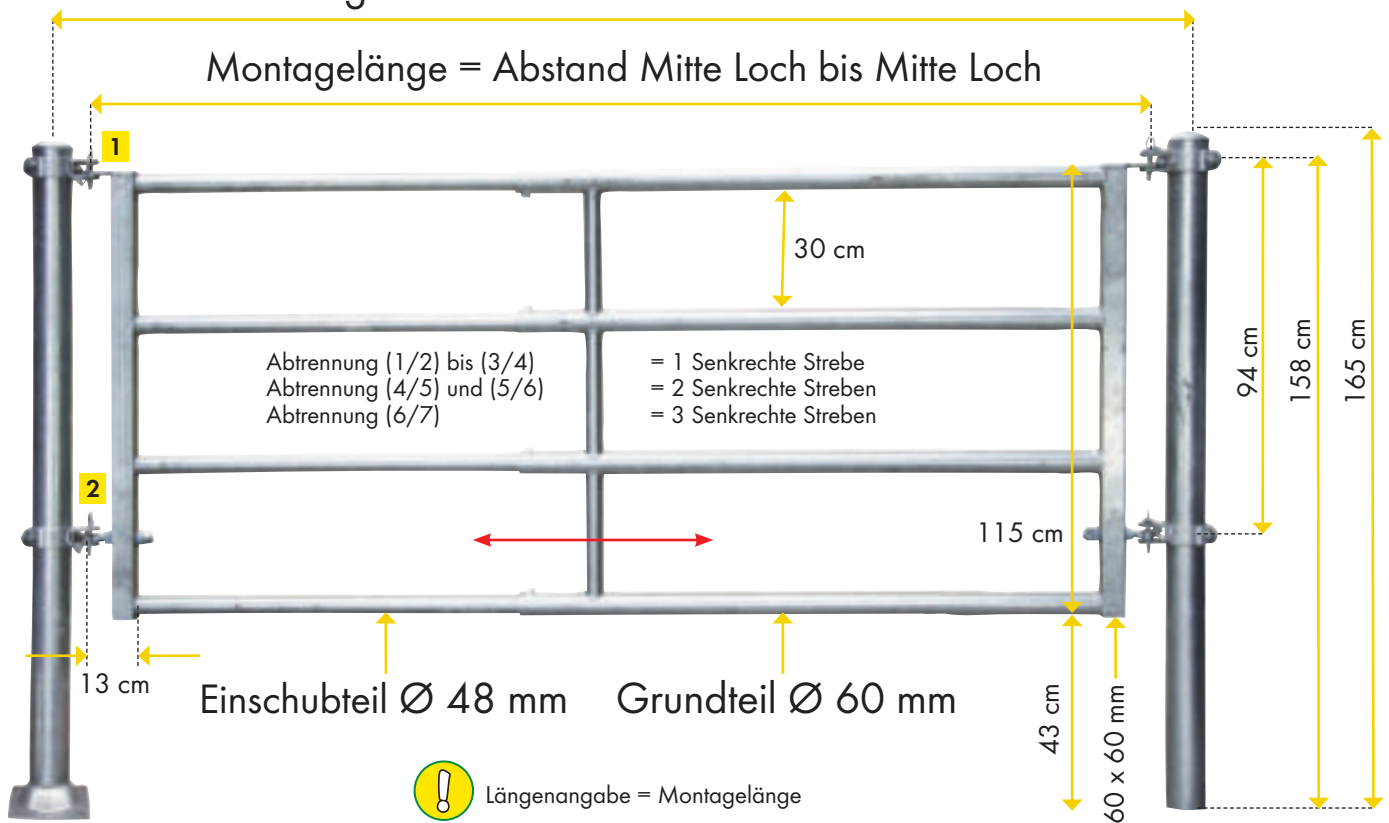 Montagelänge = Abstand Mitte Loch bis Mitte Loch
1
30 cm
Abtrennung (1/2) bis (3/4) = 1 Senkrechte Strebe
Abtrennung (4/5) und (5/6) = 2 Senkrechte Streben
Abtrennung (6/7) = 3 Senkrechte Streben
94 cm
158 cm
165 cm
2
115 cm
13 cm
Einschubteil Ø 48 mm
Grundteil Ø 60 mm
43 cm
60 x 60 mm
Längenangabe = Montagelänge